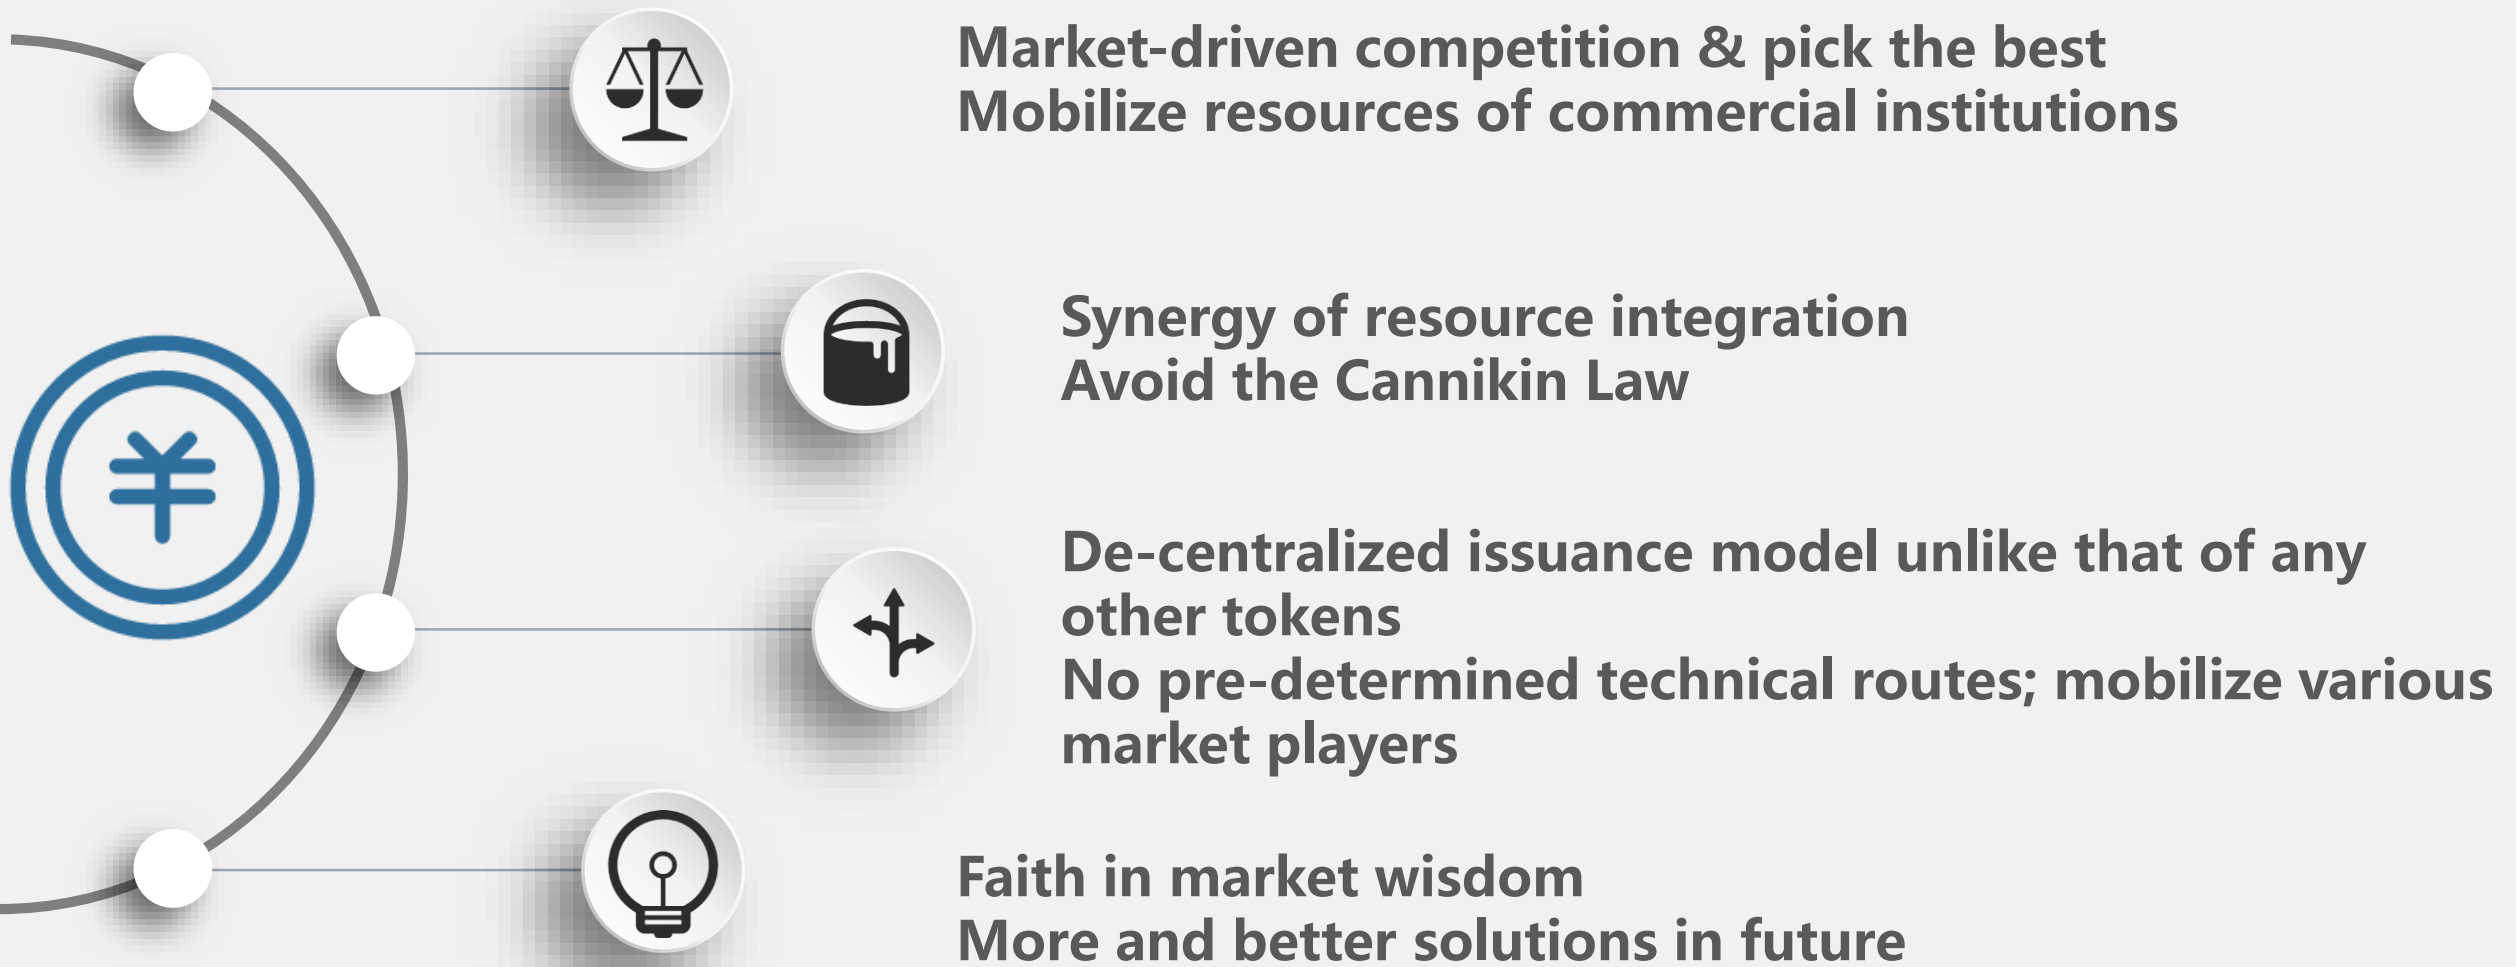 Market-driven competition & pick the best
Mobilize resources of commercial institutions
Synergy of resource integration
Avoid the Cannikin Law
De-centralized issuance model unlike that of any
other tokens
No pre-determined technical routes; mobilize various
market players
Faith in market wisdom
More and better solutions in future